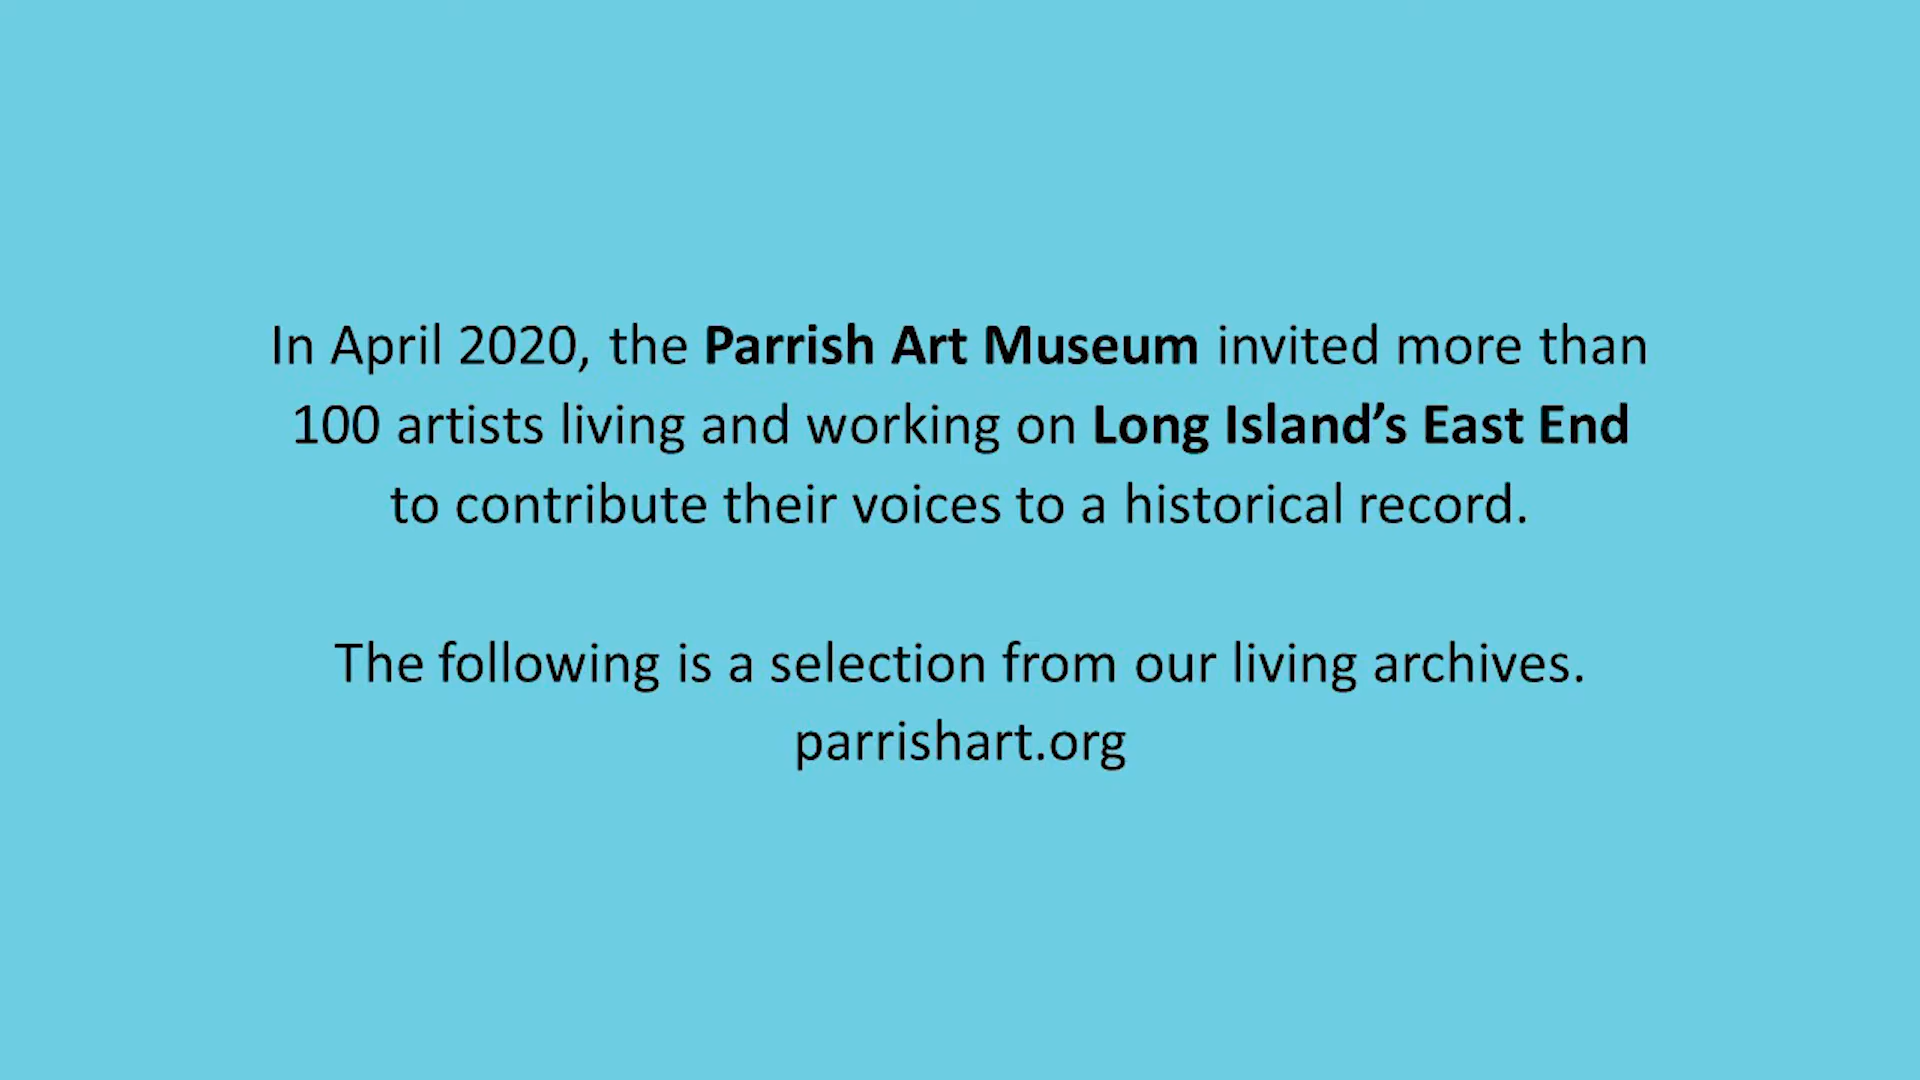 In April 2020, the Parrish Art Museum invited more than
100 artists living and working on Long Island’s East End
to contribute their voices to a historical record.
The following is a selection from our living archives.
parrishart.org